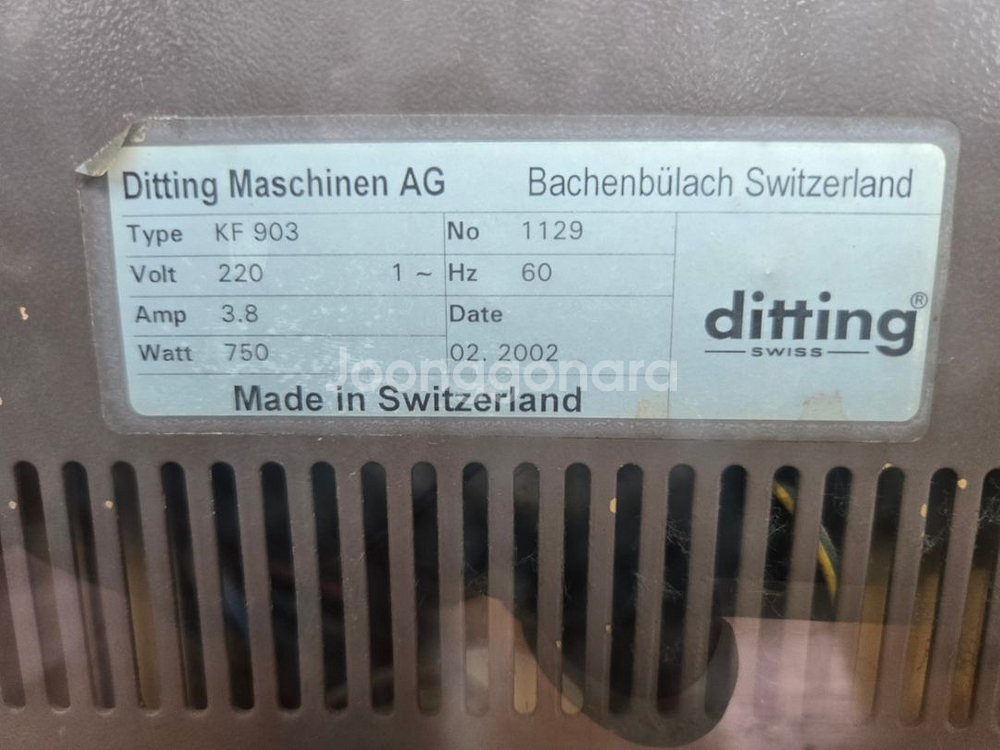 Ditting Maschinen AG Bachenbülach Switzerland
Type KF 903 No 1129
Volt 220 1 ~ Hz 60
Amp 3.8 Date
Watt 750 02. 2002
Made in Switzerland
ditting®
SWISS
Joonggonara